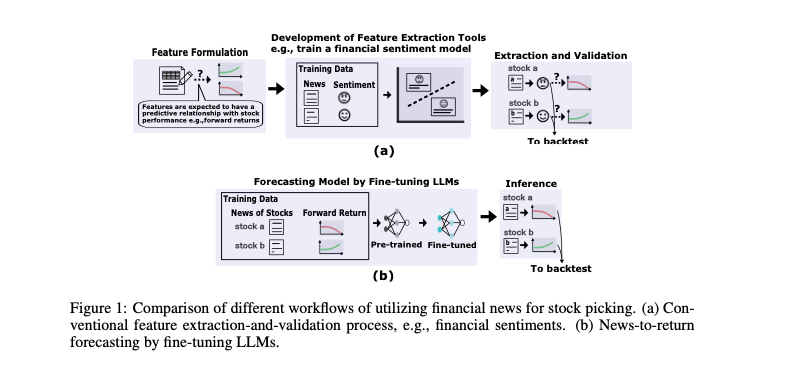 Development of Feature Extraction Tools
e.g., train a financial sentiment model
Feature Formulation
?
Features are expected to have a
predictive relationship with stock
performance e.g.,forward returns
Training Data
News Sentiment
Extraction and Validation
stock a
a
?
stock b
b
?
To backtest
(a)
Forecasting Model by Fine-tuning LLMs
Training Data
News of Stocks Forward Return
stock a
stock b
Pre-trained Fine-tuned
Inference
stock a
a
stock b
b
To backtest
(b)
Figure 1: Comparison of different workflows of utilizing financial news for stock picking. (a) Con-
ventional feature extraction-and-validation process, e.g., financial sentiments. (b) News-to-return
forecasting by fine-tuning LLMs.